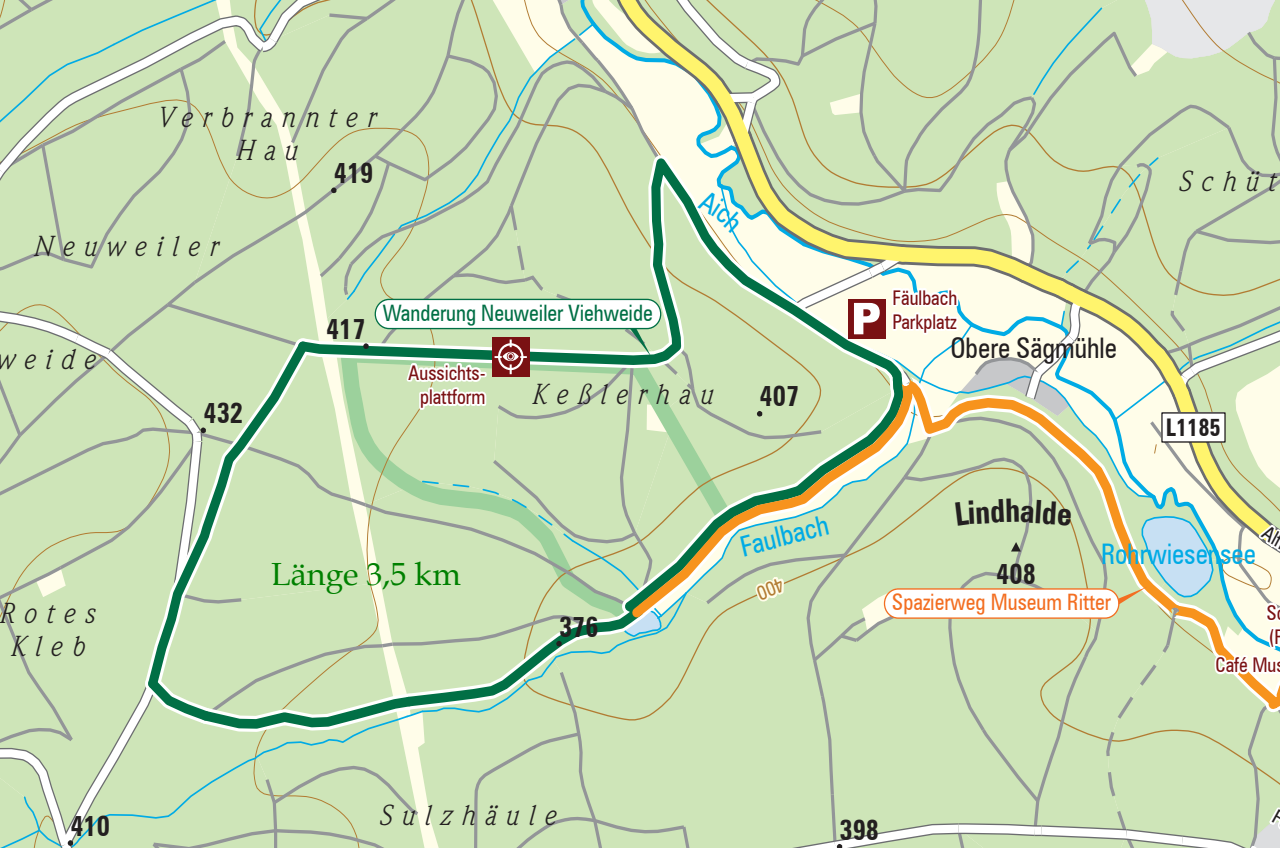 Verbrannter
Hau
419
Neuweiler
Schüt
Aich
Wanderung Neuweiler Viehweide
417
P
Fäulbach
Parkplatz
Obere Sägmühle
weide
Aussichts-
plattform
Keßlerhau
407
432
L1185
Lindhalde
408
Faulbach
Rohrwiesensee
Länge 3,5 km
400
Spazierweg Museum Ritter
Rotes
Kleb
376
Café Mus
Sulzhäule
410
398